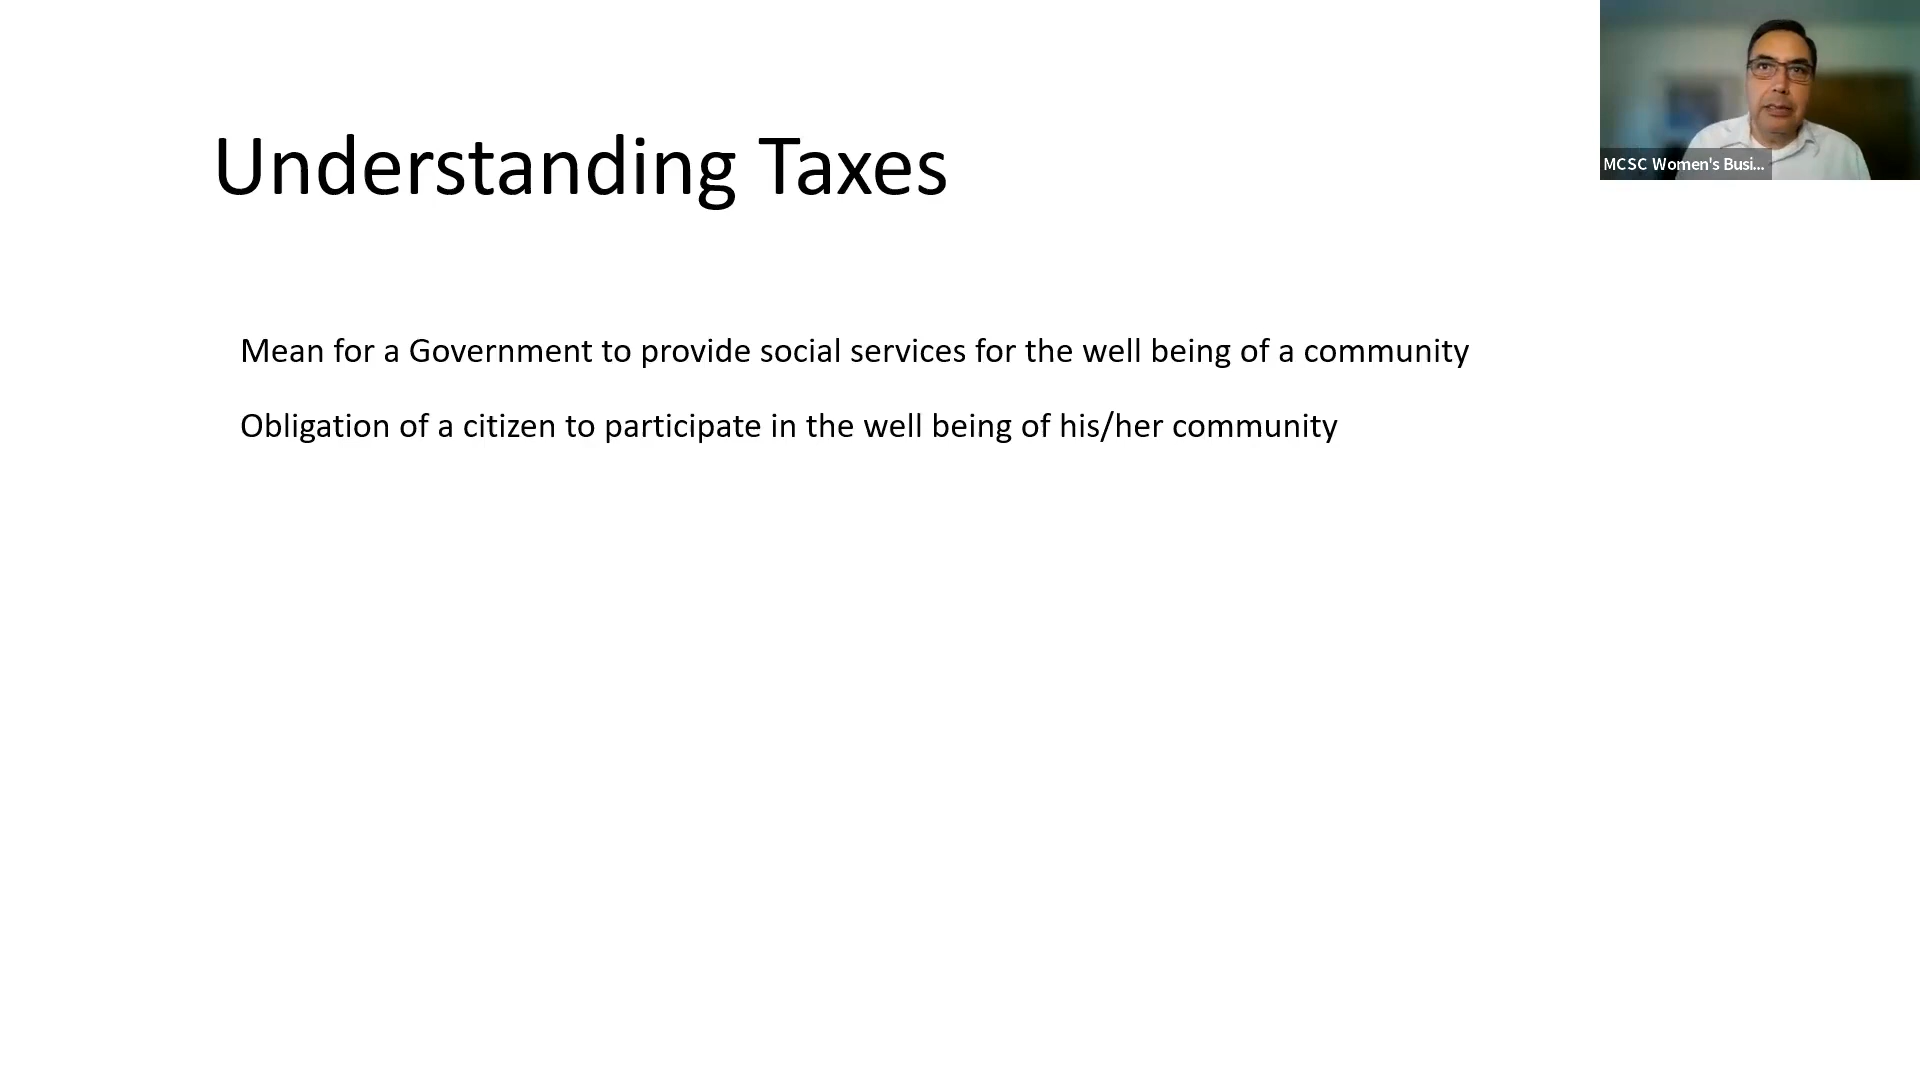 Understanding Taxes
MCSC Women's Busi...
Mean for a Government to provide social services for the well being of a community
Obligation of a citizen to participate in the well being of his/her community